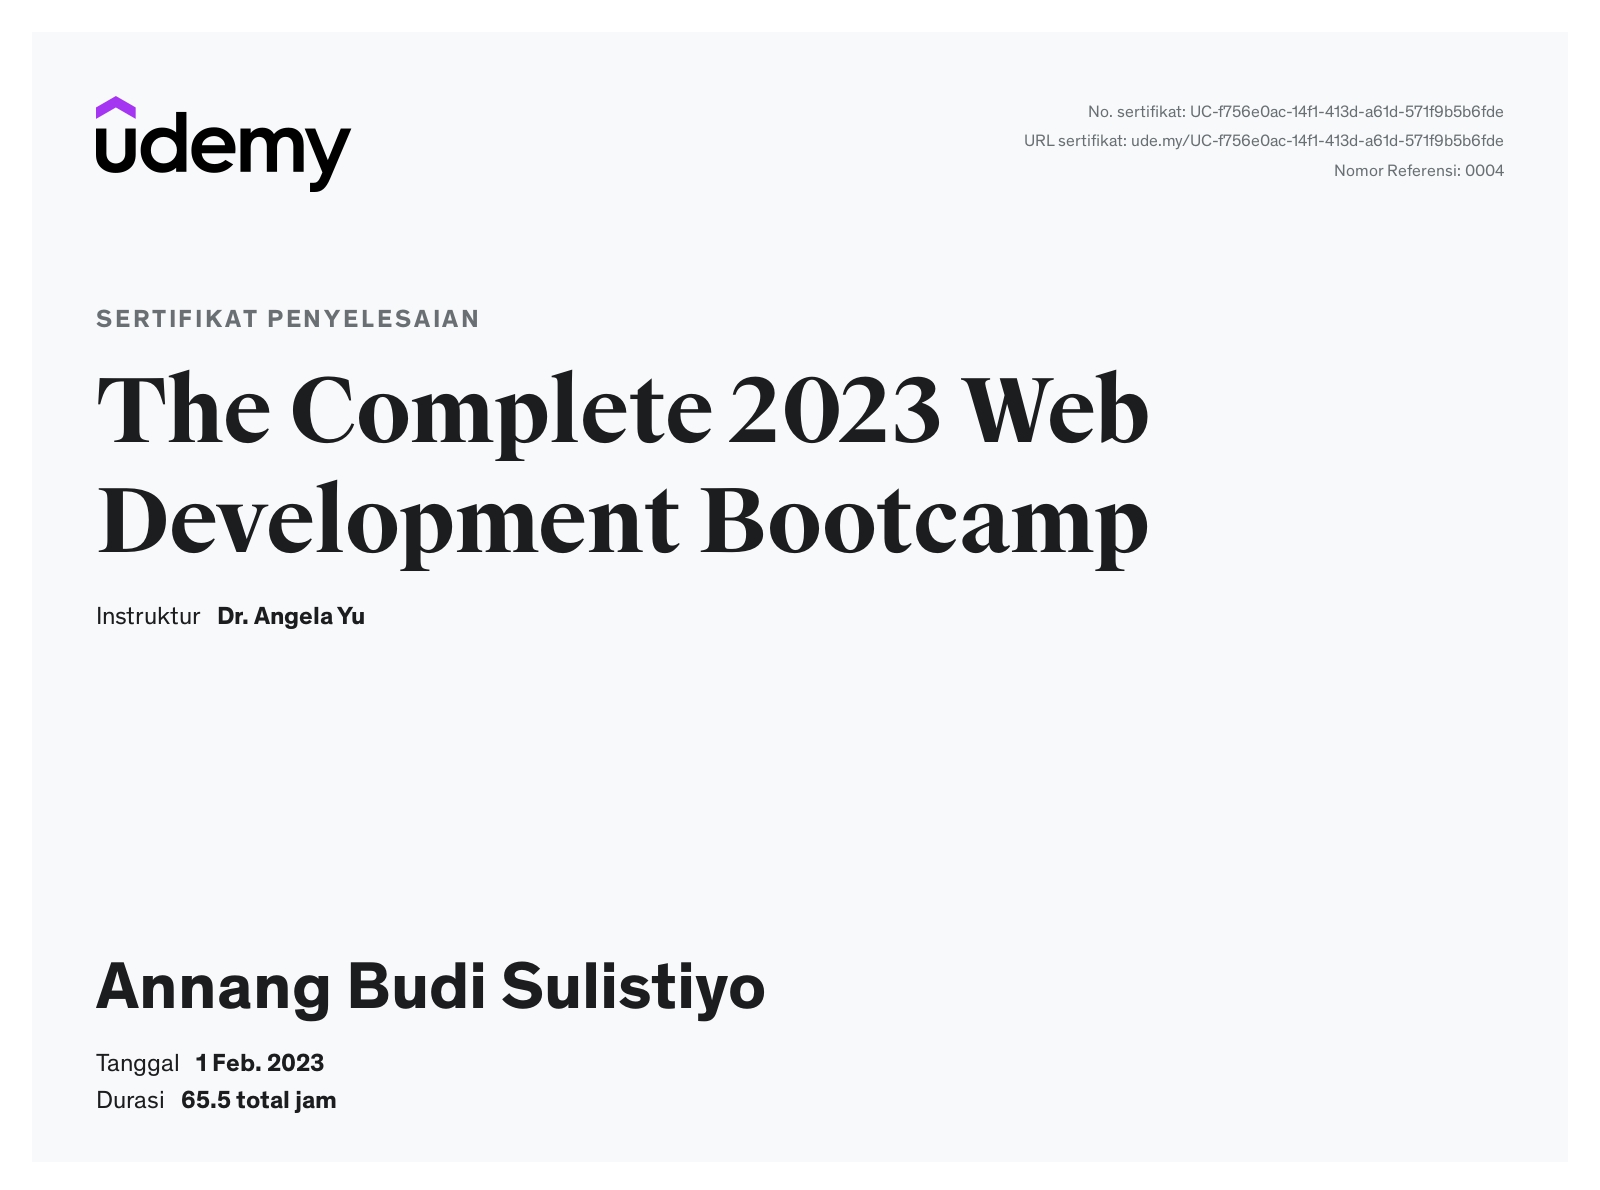 udemy
No. sertifikat: UC-f756e0ac-14f1-413d-a61d-571f9b5b6fde
URL sertifikat: ude.my/UC-f756e0ac-14f1-413d-a61d-571f9b5b6fde
Nomor Referensi: 0004
SERTIFIKAT PENYELESAIAN
The Complete 2023 Web
Development Bootcamp
Instruktur Dr. Angela Yu
Annang Budi Sulistiyo
Tanggal 1 Feb. 2023
Durasi 65.5 total jam